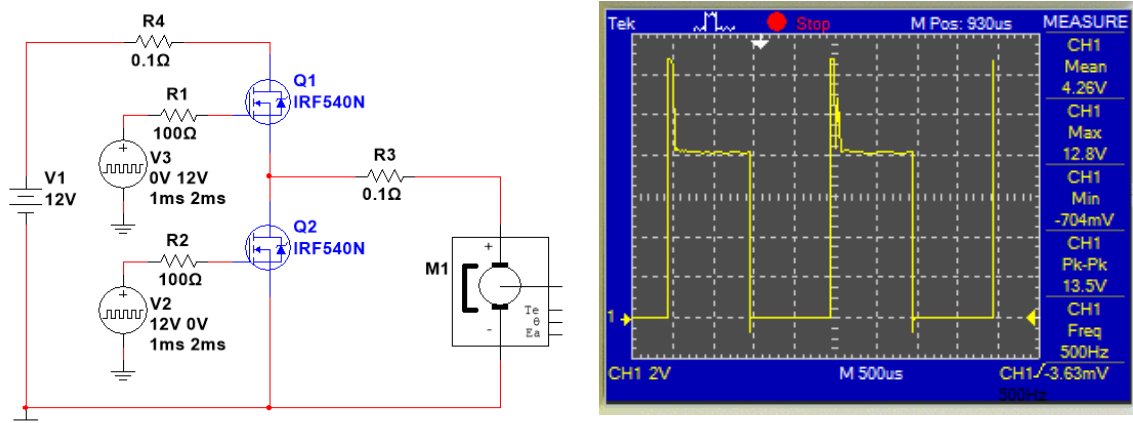 R4
0.1Ω
Q1
IRF540N
R1
100Ω
V3
0V 12V
1ms 2ms
V1
12V
R3
0.1Ω
Q2
IRF540N
R2
100Ω
V2
12V 0V
1ms 2ms
M1
+
Te
θ
Ea
-
Tek
Stop
M Pos: 930us
MEASURE
CH1
Mean
4.26V
CH1
Max
12.8V
CH1
Min
-704mV
CH1
Pk-Pk
13.5V
CH1
Freq
500Hz
1
CH1 2V
M 500us
CH1/-3.63mV
500Hz